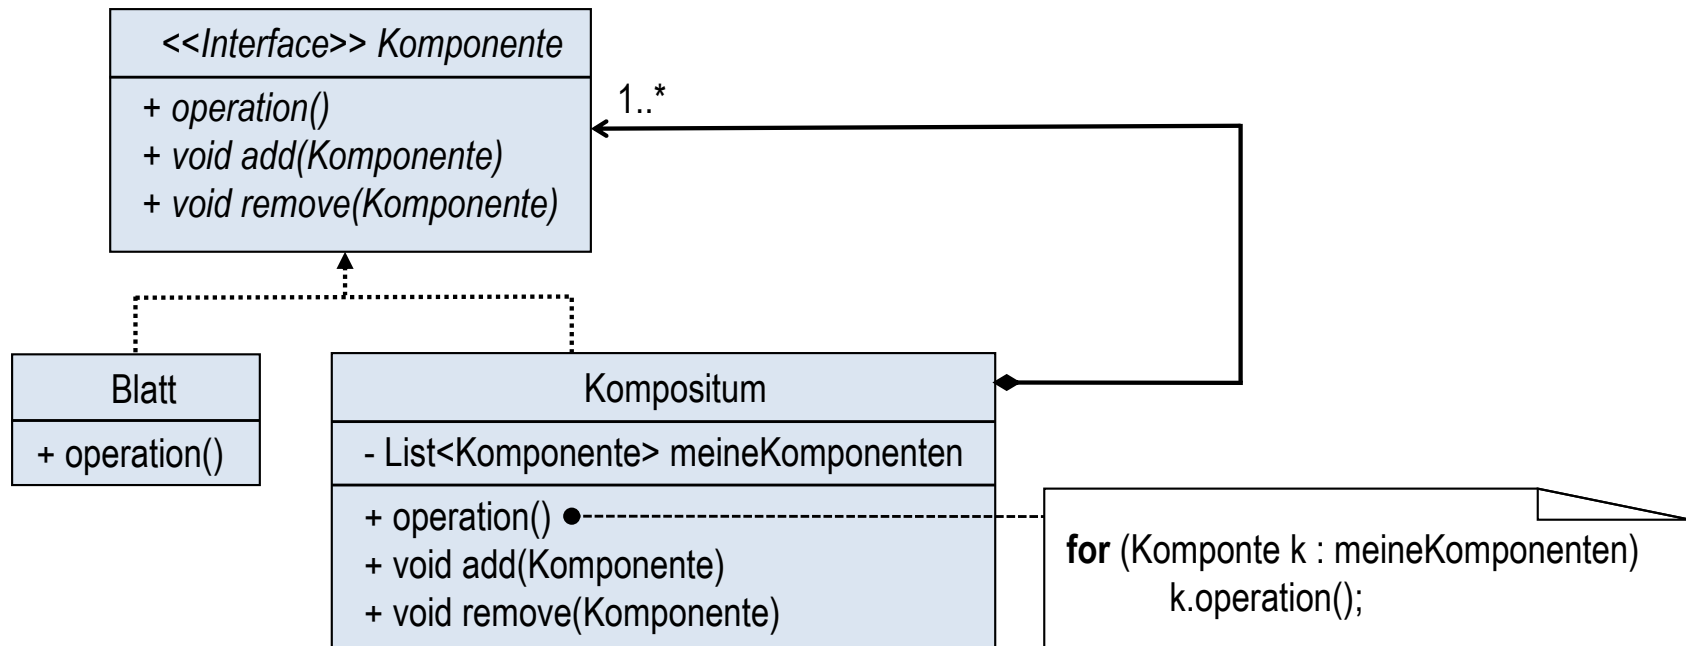 <<Interface>> Komponente
+ operation()
+ void add(Komponente)
+ void remove(Komponente)
1..*
Blatt
+ operation()
Kompositum
- List<Komponente> meineKomponenten
+ operation()
+ void add(Komponente)
+ void remove(Komponente)
for (Komponte k : meineKomponenten)
k.operation();